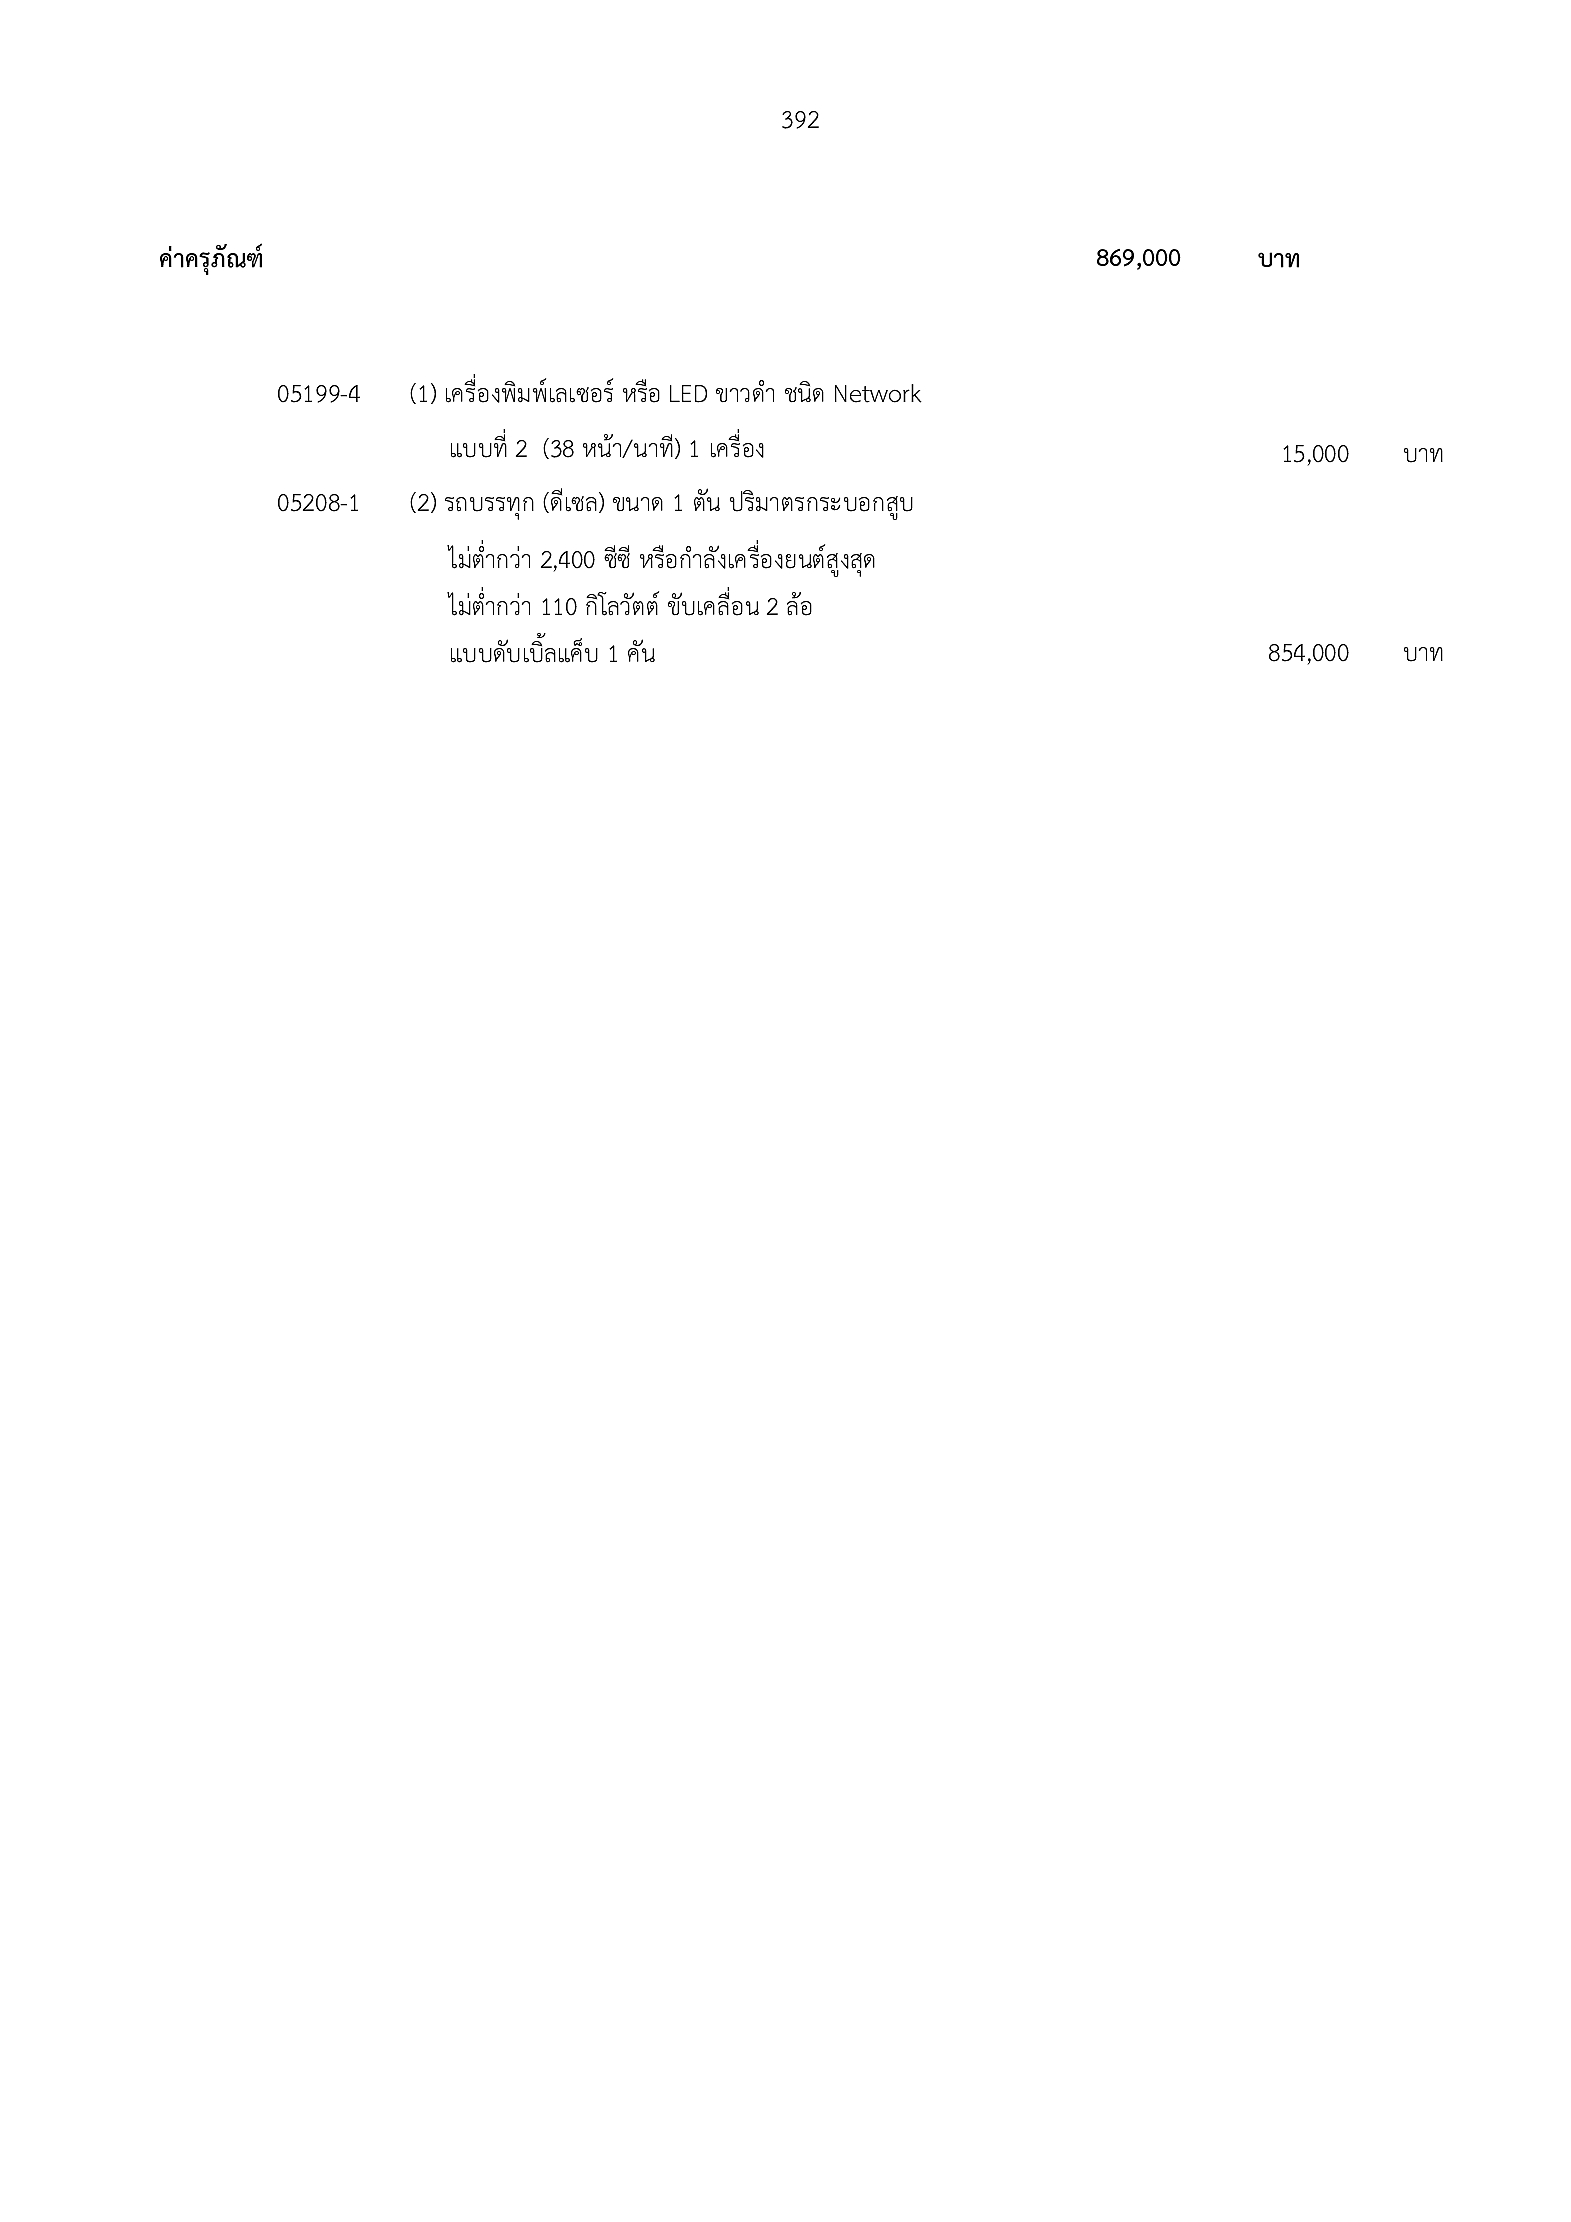 392
ค่าครุภัณฑ์ 869,000 บาท
05199-4 (1) เครื่องพิมพ์เลเซอร์ หรือ LED ขาวดำ ชนิด Network
แบบที่ 2 (38 หน้า/นาที) 1 เครื่อง 15,000 บาท
05208-1 (2) รถบรรทุก (ดีเซล) ขนาด 1 ตัน ปริมาตรกระบอกสูบ
ไม่ต่ำกว่า 2,400 ซีซี หรือกำลังเครื่องยนต์สูงสุด
ไม่ต่ำกว่า 110 กิโลวัตต์ ขับเคลื่อน 2 ล้อ
แบบดับเบิ้ลแค็บ 1 คัน 854,000 บาท